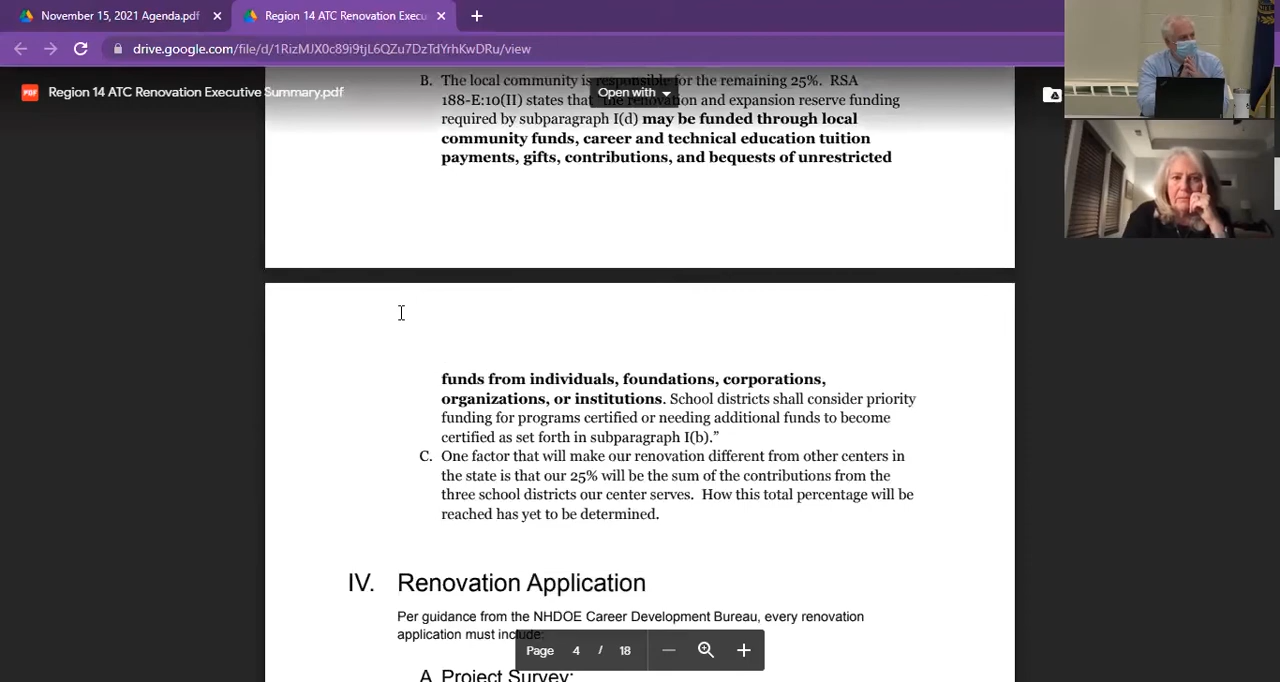 November 15, 2021 Agenda.pdf
Region 14 ATC Renovation Execu
drive.google.com/file/d/1RizMJX0c89i9tjL6QZu7DzTdYrhKwDRu/view
Region 14 ATC Renovation Executive Summary.pdf
Open with
B. The local community is responsible for the remaining 25%. RSA
188-E:10(II) states that "the renovation and expansion reserve funding
required by subparagraph I(d) may be funded through local
community funds, career and technical education tuition
payments, gifts, contributions, and bequests of unrestricted
funds from individuals, foundations, corporations,
organizations, or institutions. School districts shall consider priority
funding for programs certified or needing additional funds to become
certified as set forth in subparagraph I(b)."
C. One factor that will make our renovation different from other centers in
the state is that our 25% will be the sum of the contributions from the
three school districts our center serves. How this total percentage will be
reached has yet to be determined.
IV. Renovation Application
Per guidance from the NHDOE Career Development Bureau, every renovation
application must include:
Page 4 / 18
A Project Survey: